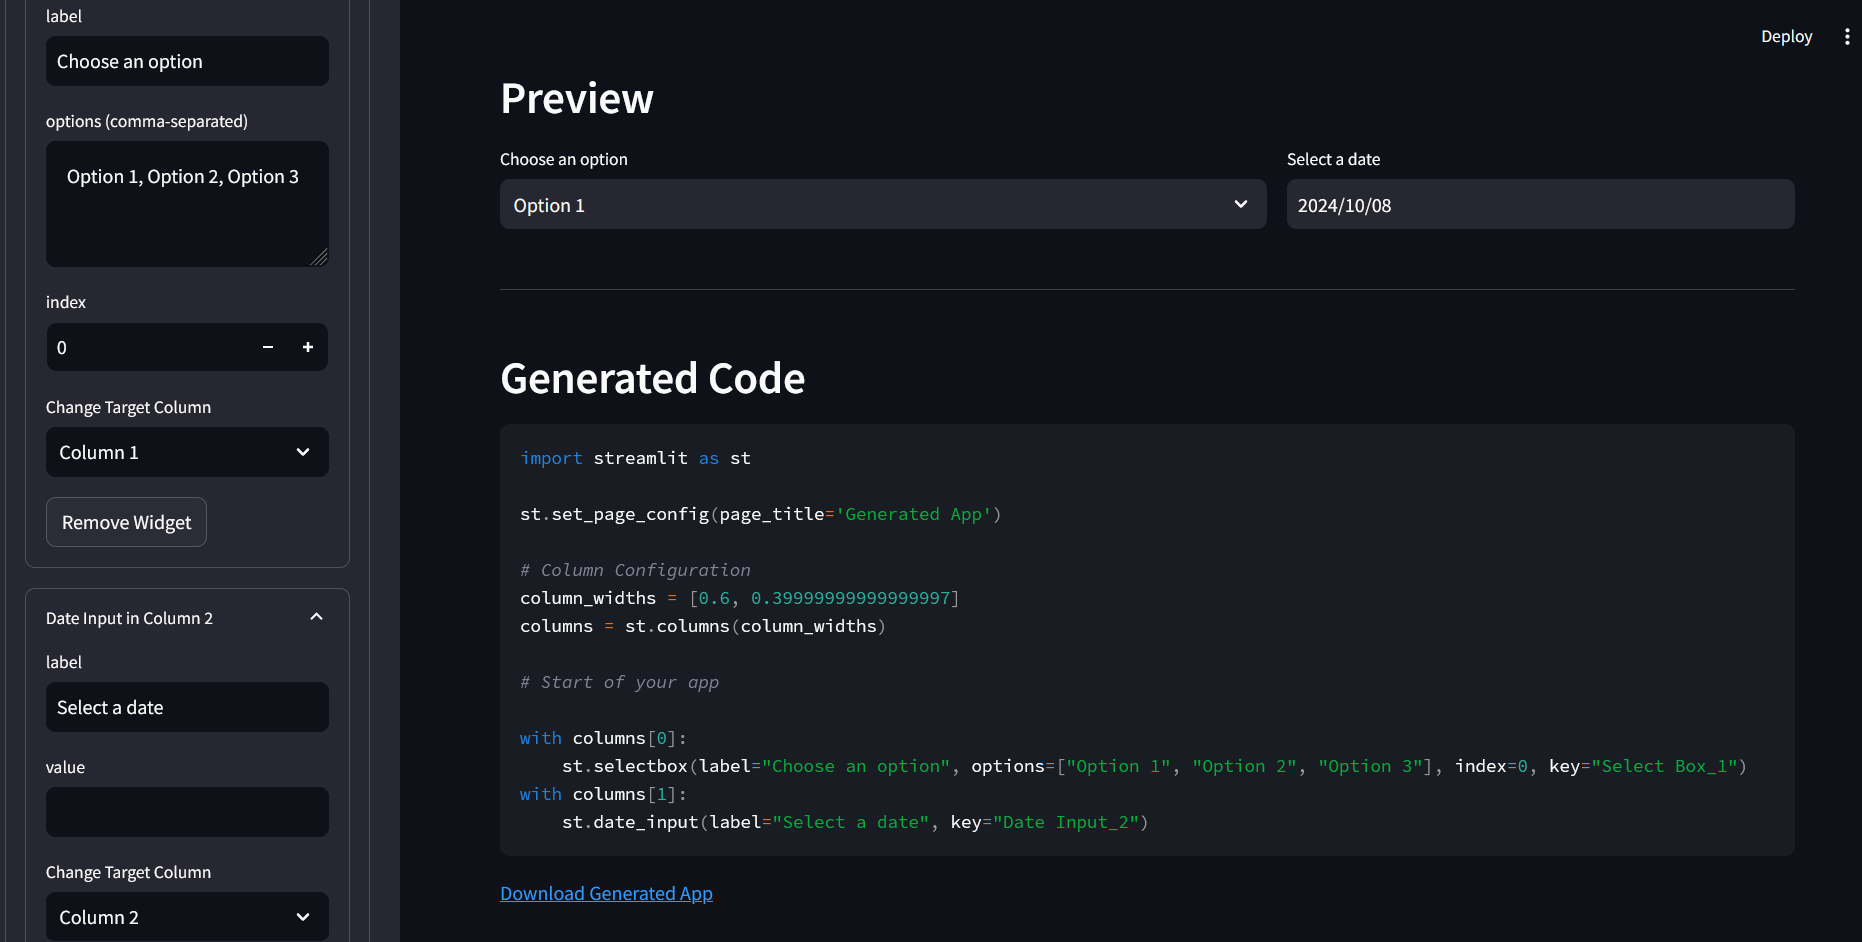 label
Choose an option
options (comma-separated)
Option 1, Option 2, Option 3
index
0
Change Target Column
Column 1
Remove Widget
Date Input in Column 2
label
Select a date
value
Change Target Column
Column 2
Deploy
Preview
Choose an option
Option 1
Select a date
2024/10/08
Generated Code
import streamlit as st
st.set_page_config(page_title='Generated App')
# Column Configuration
column_widths = [0.6, 0.39999999999999997]
columns = st.columns(column_widths)
# Start of your app
with columns[0]:
    st.selectbox(label="Choose an option", options=["Option 1", "Option 2", "Option 3"], index=0, key="Select Box_1")
with columns[1]:
    st.date_input(label="Select a date", key="Date Input_2")
Download Generated App